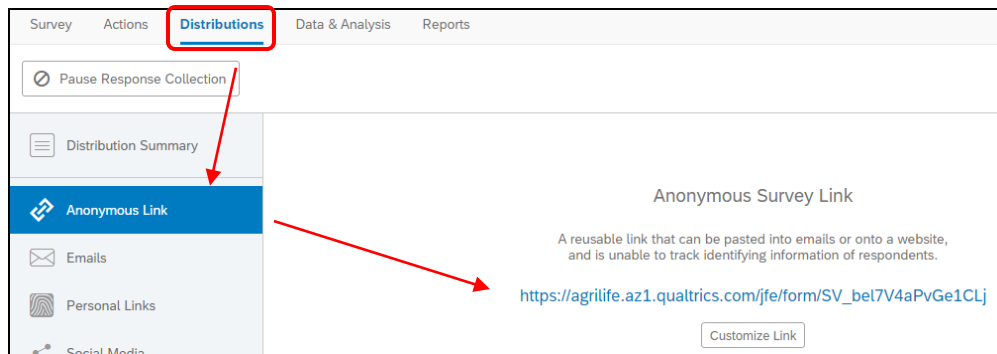 Survey Actions Distributions Data & Analysis Reports
Pause Response Collection
Distribution Summary
Anonymous Link
Emails
Personal Links
Social Media
Anonymous Survey Link
A reusable link that can be pasted into emails or onto a website,
and is unable to track identifying information of respondents.
https://agrilife.az1.qualtrics.com/jfe/form/SV_bel7V4aPvGe1CLj
Customize Link